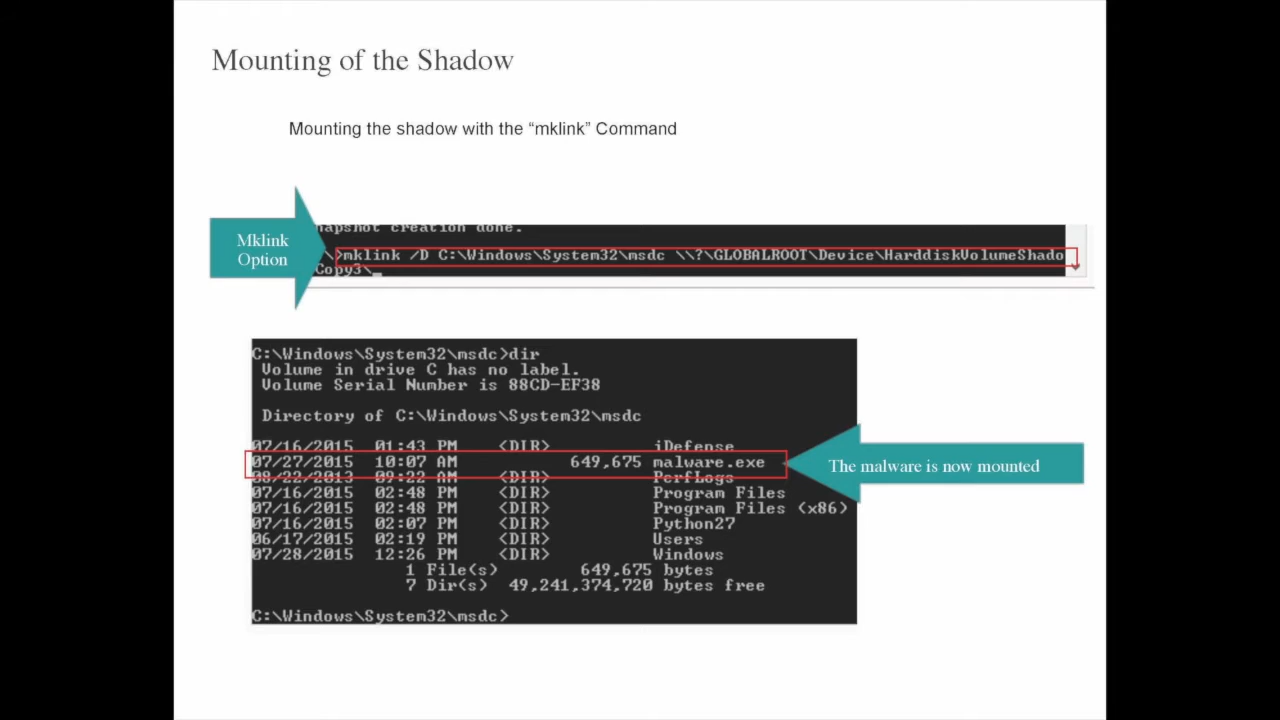 Mounting of the Shadow
Mounting the shadow with the “mklink” Command
Mklink
Option
napshot creation done.
\>mklink /D C:\Windows\System32\msdc \\?\GLOBALROOT\Device\HarddiskVolumeShado
Copy3\_
C:\Windows\System32\msdc>dir
Volume in drive C has no label.
Volume Serial Number is 88CD-EF38
Directory of C:\Windows\System32\msdc
07/16/2015 01:43 PM <DIR> iDefense
07/27/2015 10:07 AM 649,675 malware.exe
08/22/2013 09:22 AM <DIR> PerfLogs
07/16/2015 02:48 PM <DIR> Program Files
07/16/2015 02:48 PM <DIR> Program Files (x86)
07/16/2015 02:07 PM <DIR> Python27
06/17/2015 02:19 PM <DIR> Users
07/28/2015 12:26 PM <DIR> Windows
1 File(s) 649,675 bytes
7 Dir(s) 49,241,374,720 bytes free
C:\Windows\System32\msdc>
The malware is now mounted